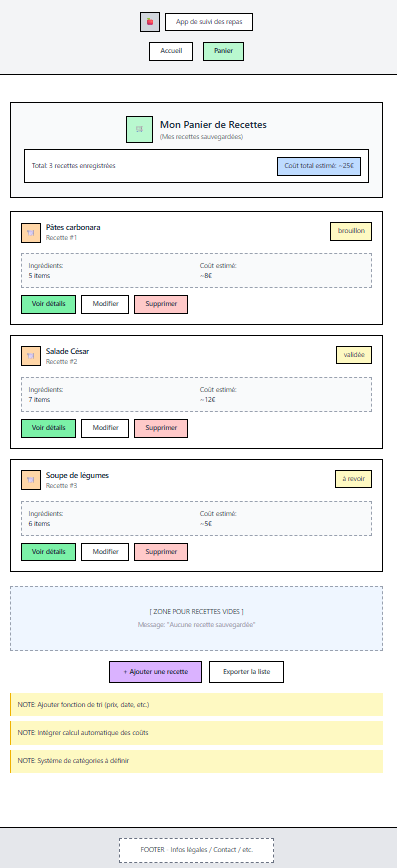 App de suivi des repas
Accueil
Panier
Mon Panier de Recettes
(Mes recettes sauvegardées)
Total: 3 recettes enregistrées
Coût total estimé: ~25€
Pâtes carbonara
Recette #1
brouillon
Ingrédients:
Coût estimé:
5 items
~8€
Voir détails
Modifier
Supprimer
Salade César
Recette #2
validée
Ingrédients:
Coût estimé:
7 items
~12€
Voir détails
Modifier
Supprimer
Soupe de légumes
Recette #3
à revoir
Ingrédients:
Coût estimé:
6 items
~5€
Voir détails
Modifier
Supprimer
[ ZONE POUR RECETTES VIDES ]
Message: "Aucune recette sauvegardée"
+ Ajouter une recette
Exporter la liste
NOTE: Ajouter fonction de tri (prix, date, etc.)
NOTE: Intégrer calcul automatique des coûts
NOTE: Système de catégories à définir
FOOTER Infos légales / Contact / etc.